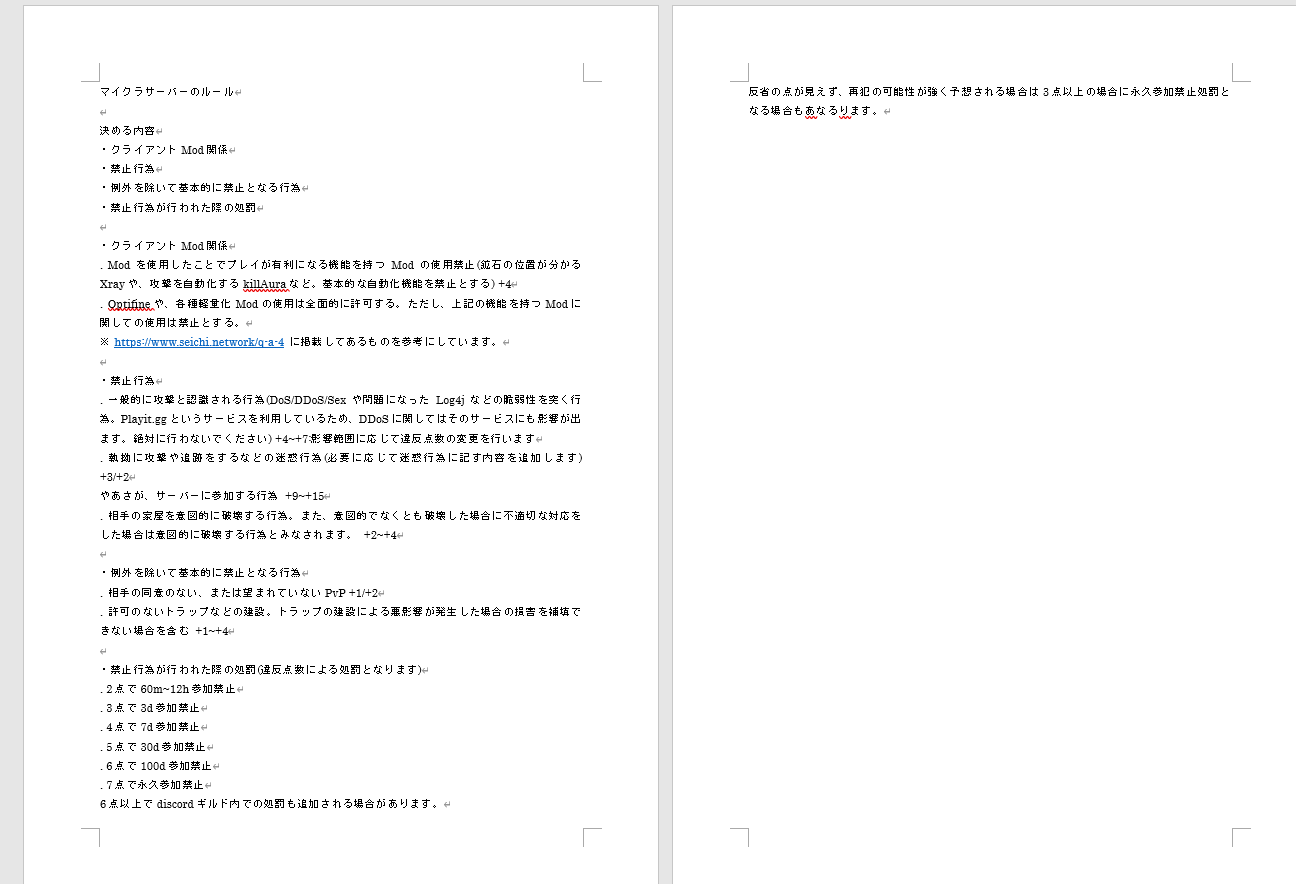 マイクラサーバーのルール
決める内容
・クライアント Mod 関係
・禁止行為
・例外を除いて基本的に禁止となる行為
・禁止行為が行われた際の処罰
・クライアント Mod 関係
. Mod を使用したことでプレイが有利になる機能を持つ Mod の使用禁止(鉱石の位置が分かる
Xray や、攻撃を自動化する killAura など。基本的な自動化機能を禁止とする) +4
. Optifine や、各種軽量化 Mod の使用は全面的に許可する。ただし、上記の機能を持つ Mod に
関しての使用は禁止とする。
※ https://www.seichi.network/q-a-4 に掲載してあるものを参考にしています。
・禁止行為
. 一般的に攻撃と認識される行為(DoS/DDoS/Sex や問題になった Log4j などの脆弱性を突く行
為。Playit.gg というサービスを利用しているため、DDoS に関してはそのサービスにも影響が出
ます。絶対に行わないでください) +4~+7:影響範囲に応じて違反点数の変更を行います
. 執拗に攻撃や追跡をするなどの迷惑行為(必要に応じて迷惑行為に記す内容を追加します)
+3/+2
やあさが、サーバーに参加する行為 +9~+15
. 相手の家屋を意図的に破壊する行為。また、意図的でなくとも破壊した場合に不適切な対応を
した場合は意図的に破壊する行為とみなされます。 +2~+4
・例外を除いて基本的に禁止となる行為
. 相手の同意のない、または望まれていない PvP +1/+2
. 許可のないトラップなどの建設。トラップの建設による悪影響が発生した場合の損害を補填で
きない場合を含む +1~+4
・禁止行為が行われた際の処罰(違反点数による処罰となります)
. 2 点で 60m~12h 参加禁止
. 3 点で 3d 参加禁止
. 4 点で 7d 参加禁止
. 5 点で 30d 参加禁止
. 6 点で 100d 参加禁止
. 7 点で永久参加禁止
6 点以上で discord ギルド内での処罰も追加される場合があります。
反省の点が見えず、再犯の可能性が強く予想される場合は 3 点以上の場合に永久参加禁止処罰と
なる場合もあなるります。